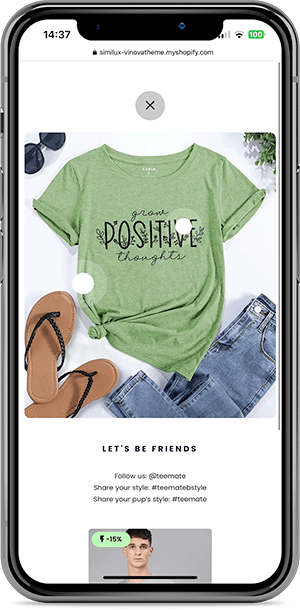 14:37
100
similux-vinovatheme.myshopify.com
grow
POSITIVE
thoughts
LET'S BE FRIENDS
Follow us: @teemate
Share your style: #teematebstyle
Share your pup's style: #teemate
-15%